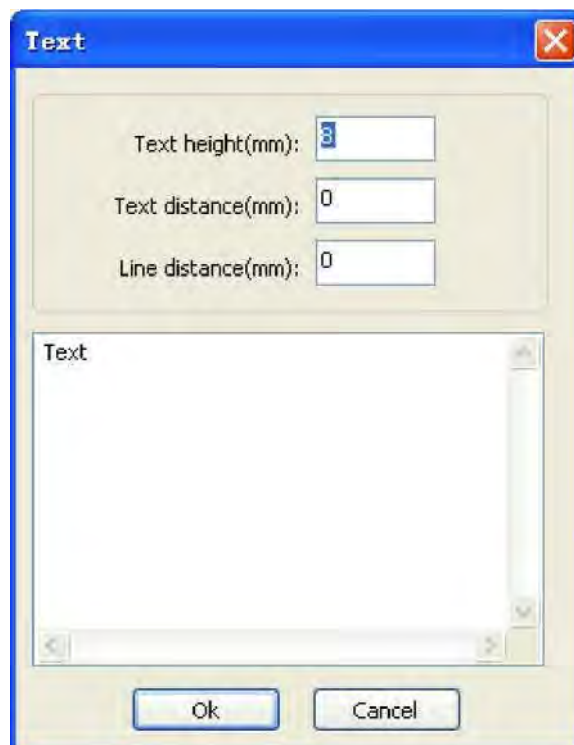 Text
Text height(mm): 8
Text distance(mm): 0
Line distance(mm): 0
Text
Ok Cancel